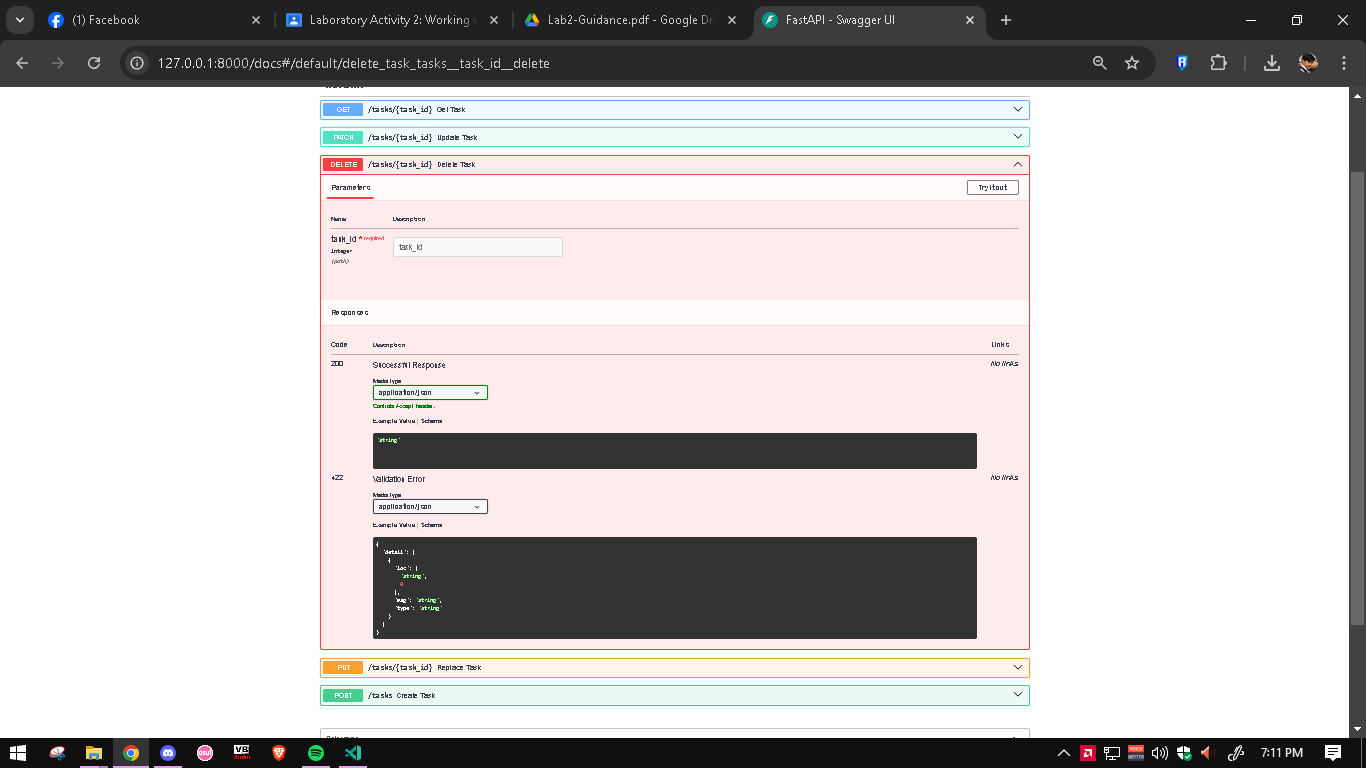 (1) Facebook
Laboratory Activity 2: Working
Lab2-Guidance.pdf - Google Dr
FastAPI - Swagger UI
127.0.0.1:8000/docs#/default/delete_task_tasks__task_id__delete
GET /tasks/{task_id} Get Task
PATCH /tasks/{task_id} Update Task
DELETE /tasks/{task_id} Delete Task
Parameters
Try it out
Name Description
task_id * required
integer
(path)
task_id
Responses
Code Description Links
200 Successful Response No links
Media type
application/json
Controls Accept header.
Example Value | Schema
"string"
422 Validation Error No links
Media type
application/json
Example Value | Schema
{
"detail": [
{
"loc": [
"string",
0
],
"msg": "string",
"type": "string"
}
]
}
PUT /tasks/{task_id} Replace Task
POST /tasks Create Task
osu!
VB
Audio
7:11 PM